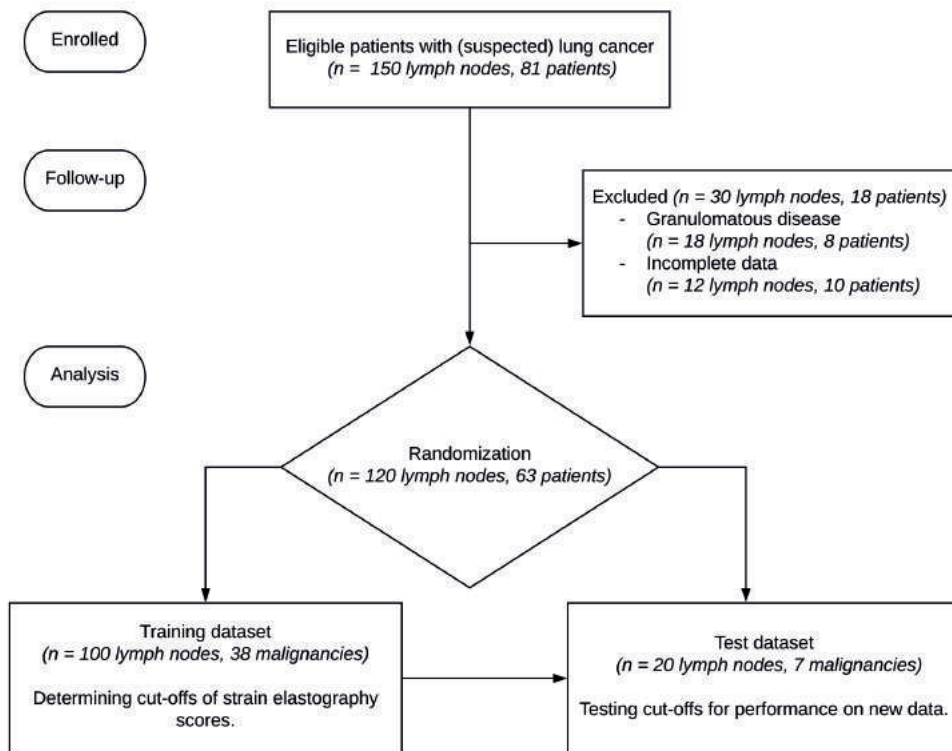 Enrolled
Eligible patients with (suspected) lung cancer
(n =  150 lymph nodes, 81 patients)
Follow-up
Excluded (n = 30 lymph nodes, 18 patients)
- Granulomatous disease
(n = 18 lymph nodes, 8 patients)
- Incomplete data
(n = 12 lymph nodes, 10 patients)
Analysis
Randomization
(n = 120 lymph nodes, 63 patients)
Training dataset
(n = 100 lymph nodes, 38 malignancies)
Determining cut-offs of strain elastography
scores.
Test dataset
(n = 20 lymph nodes, 7 malignancies)
Testing cut-offs for performance on new data.